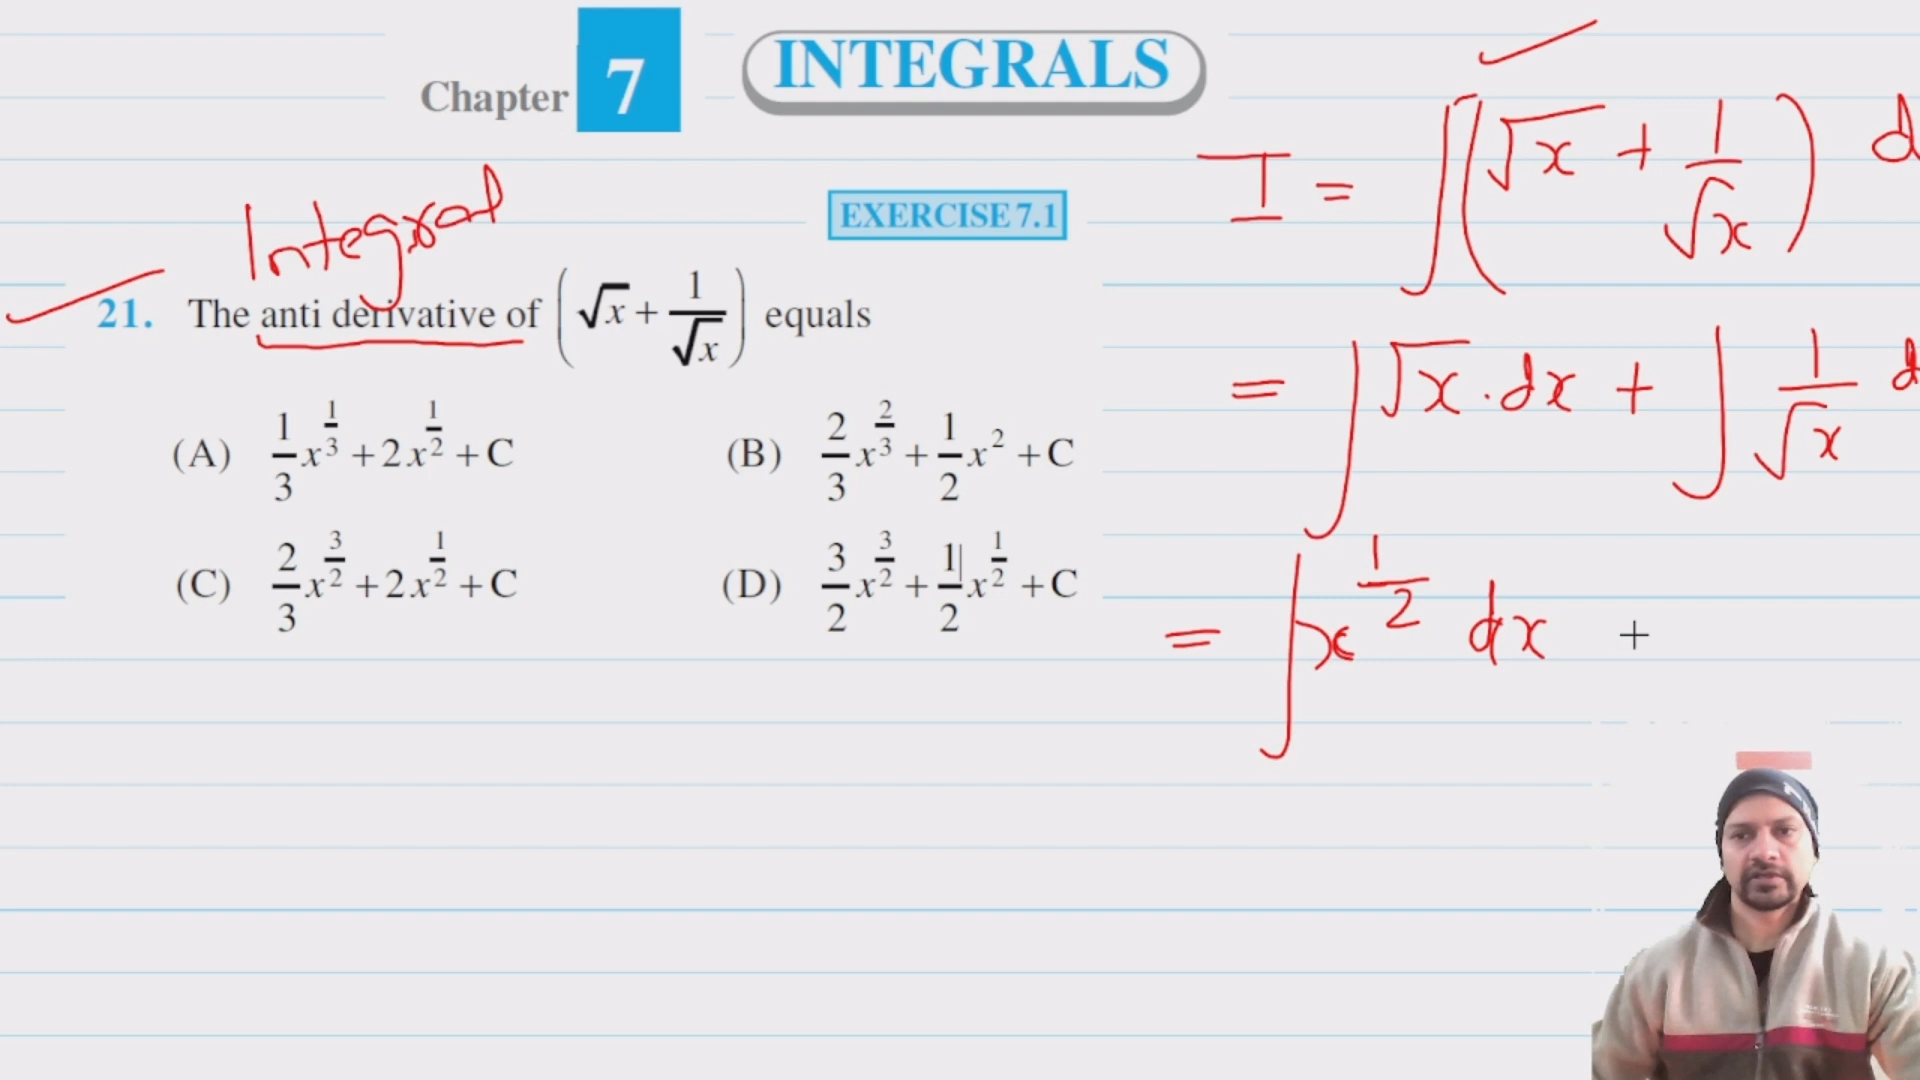 Chapter 7 INTEGRALS
EXERCISE 7.1
Integral
21. The anti derivative of (√x + 1/√x) equals
(A) 1/3 x^(1/3) + 2x^(1/2) + C
(B) 2/3 x^(2/3) + 1/2 x^2 + C
(C) 2/3 x^(3/2) + 2x^(1/2) + C
(D) 3/2 x^(3/2) + 1/2 x^(1/2) + C
I = ∫(√x + 1/√x) d
= ∫√x . dx + ∫ 1/√x d
= ∫x^(1/2) dx +